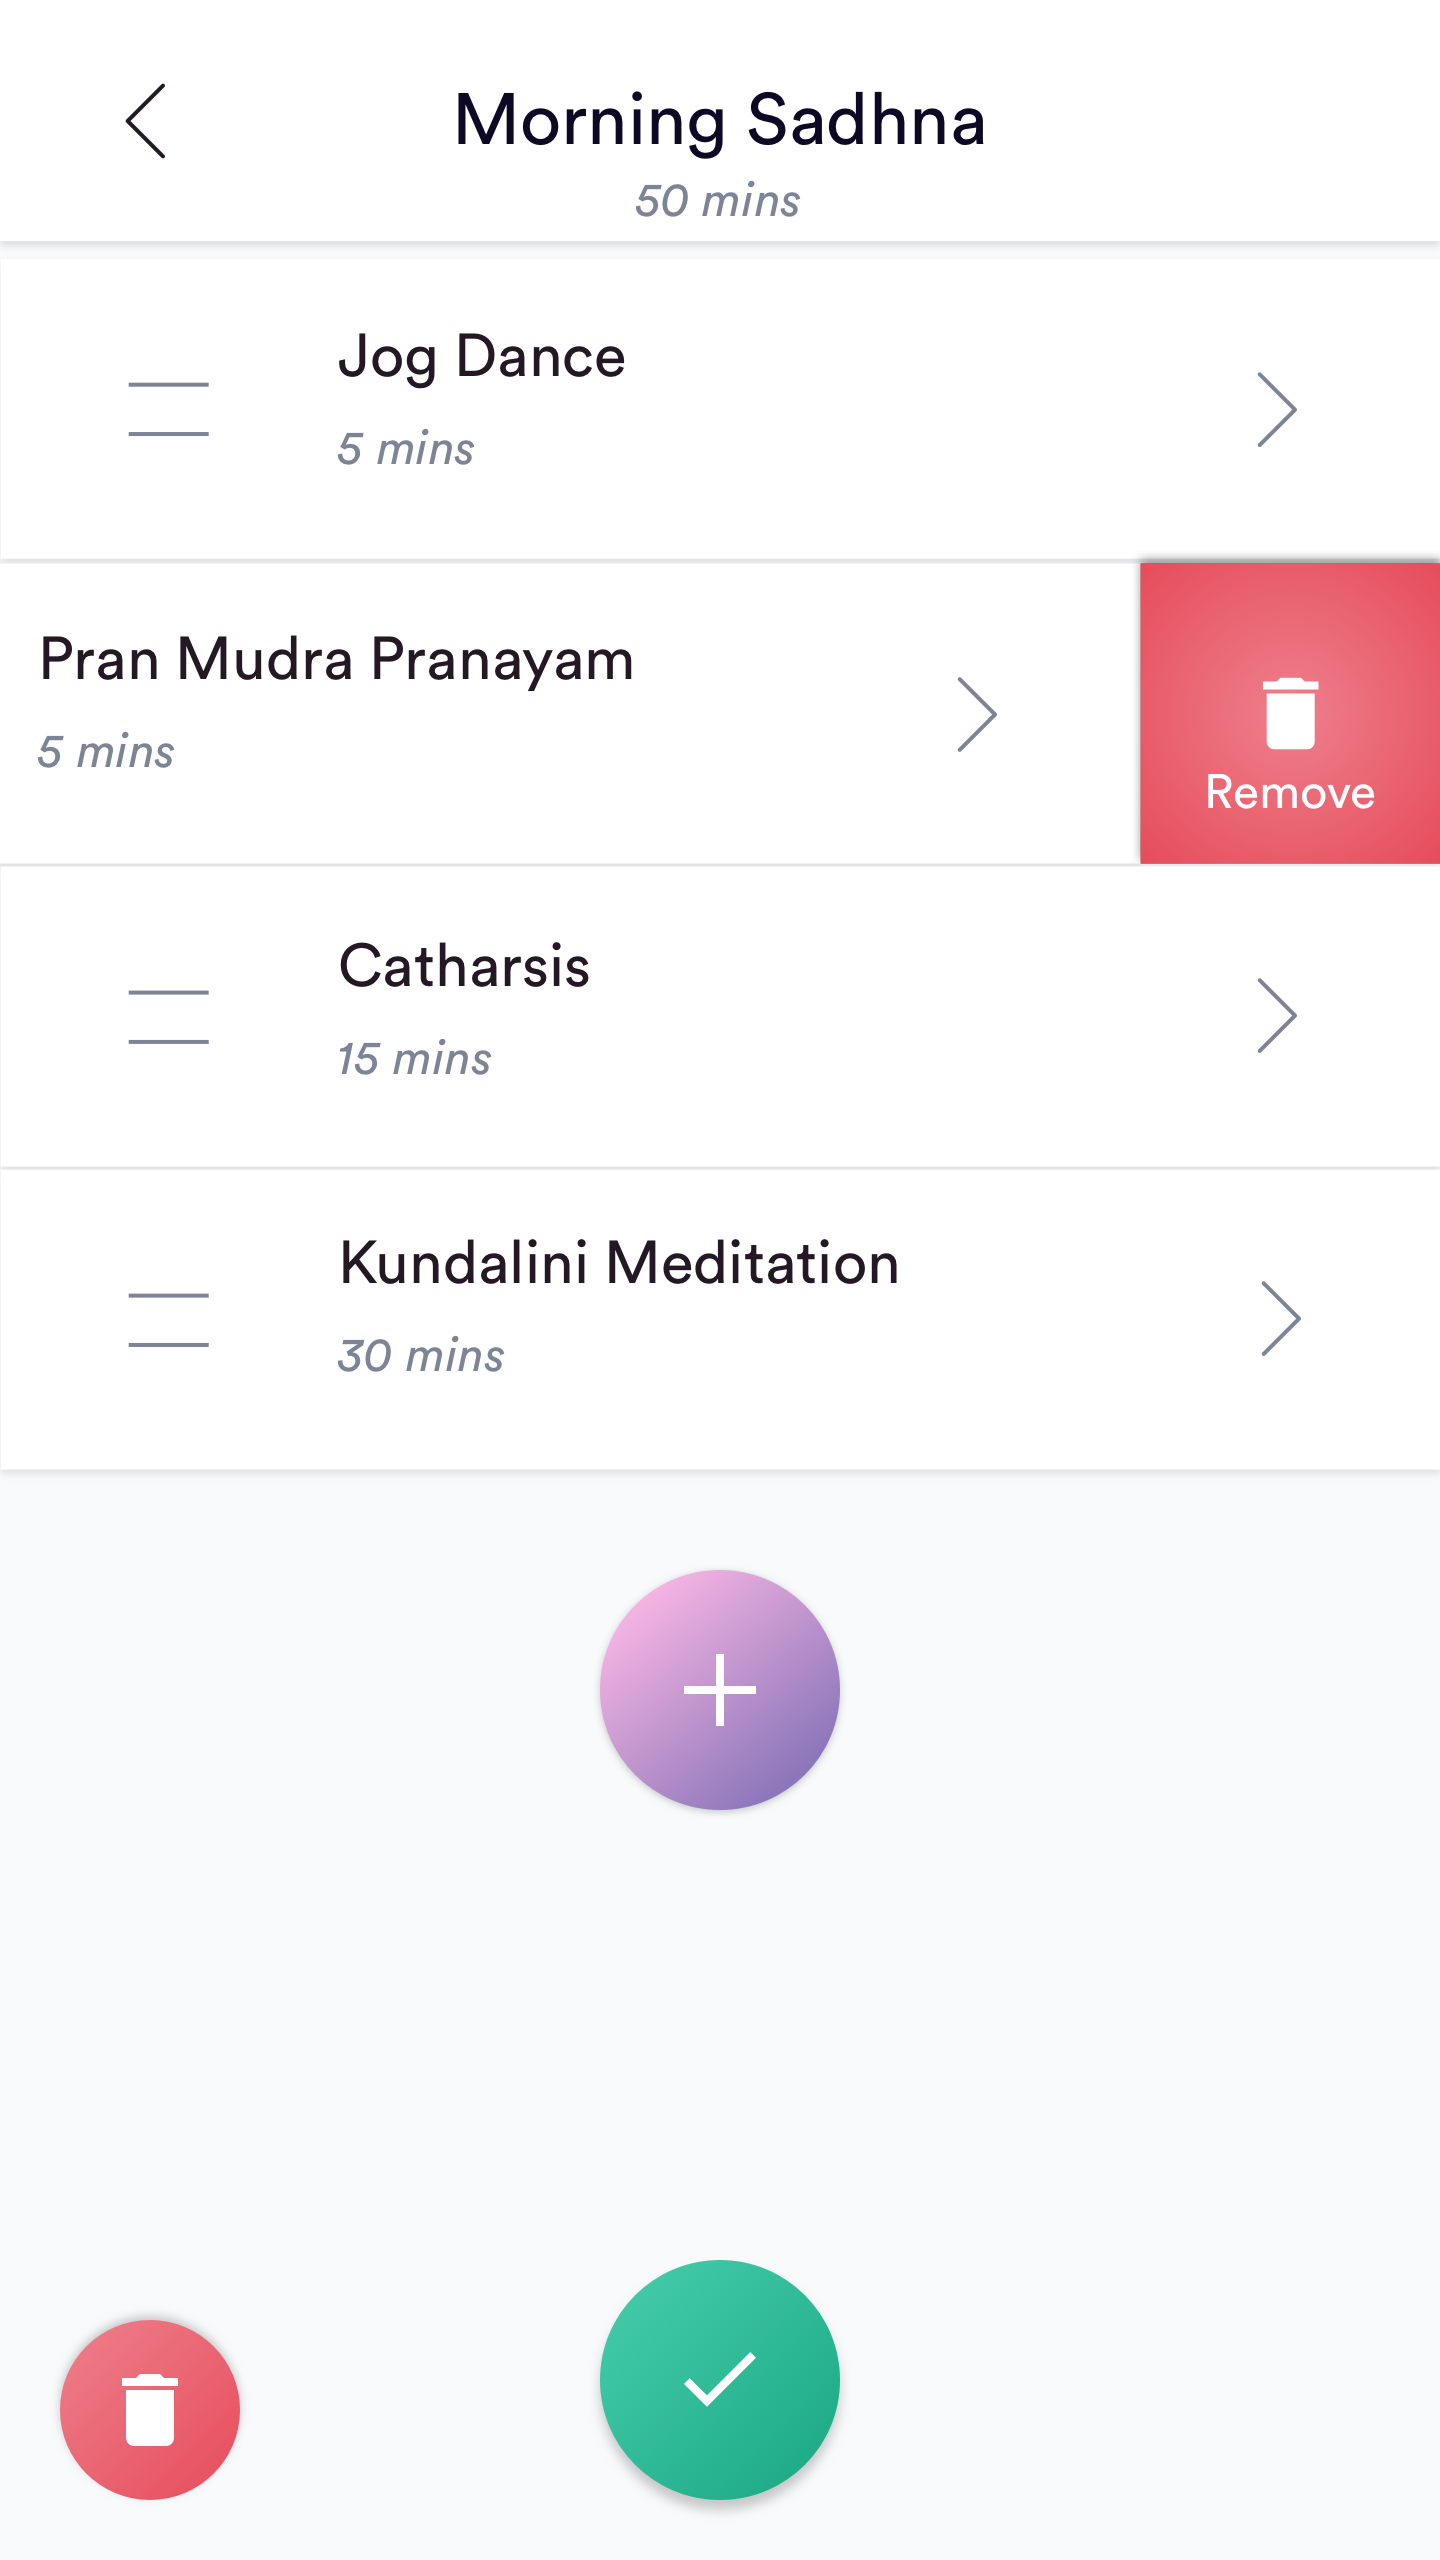 Morning Sadhna
50 mins
Jog Dance
5 mins
Pran Mudra Pranayam
5 mins
Remove
Catharsis
15 mins
Kundalini Meditation
30 mins